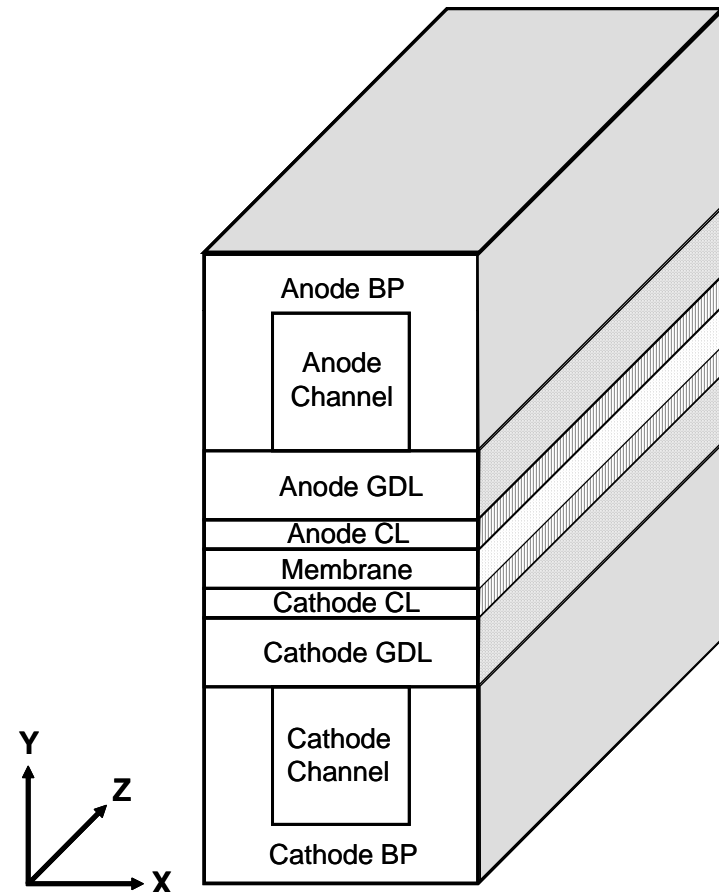 Anode BP
Anode
Channel
Anode GDL
Anode CL
Membrane
Cathode CL
Cathode GDL
Cathode
Channel
Cathode BP
Y
Z
X